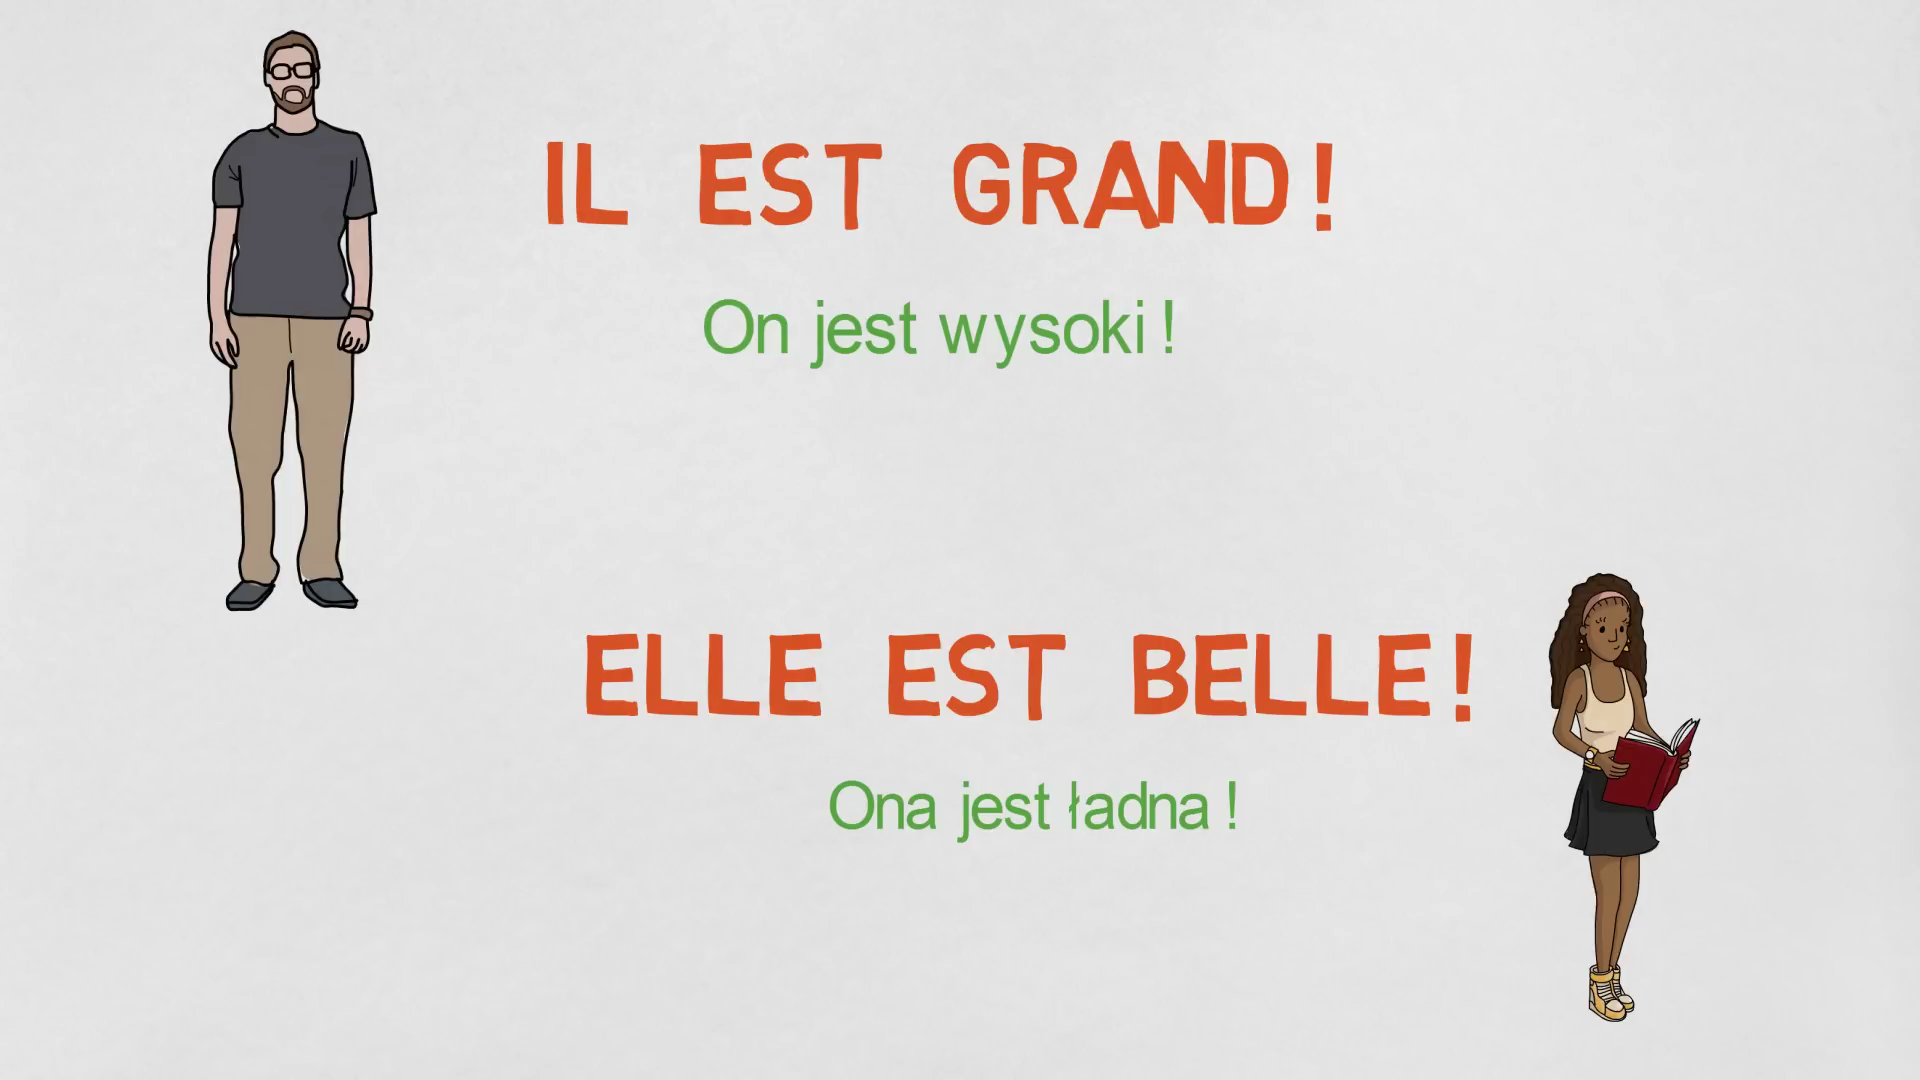 IL EST GRAND!
On jest wysoki !
ELLE EST BELLE!
Ona jest ładna !